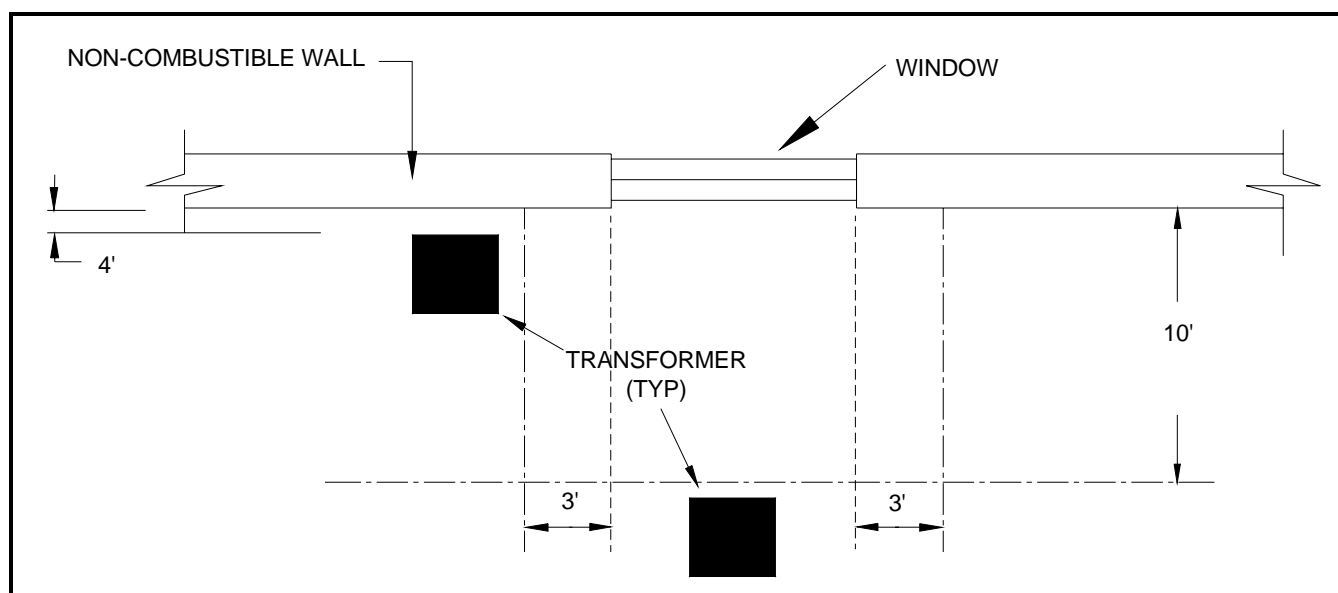 NON-COMBUSTIBLE WALL
WINDOW
4'
10'
TRANSFORMER
(TYP)
3'
3'